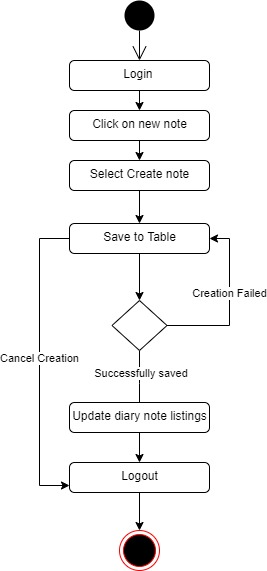 Login
Click on new note
Select Create note
Save to Table
Creation Failed
Cancel Creation
Successfully saved
Update diary note listings
Logout